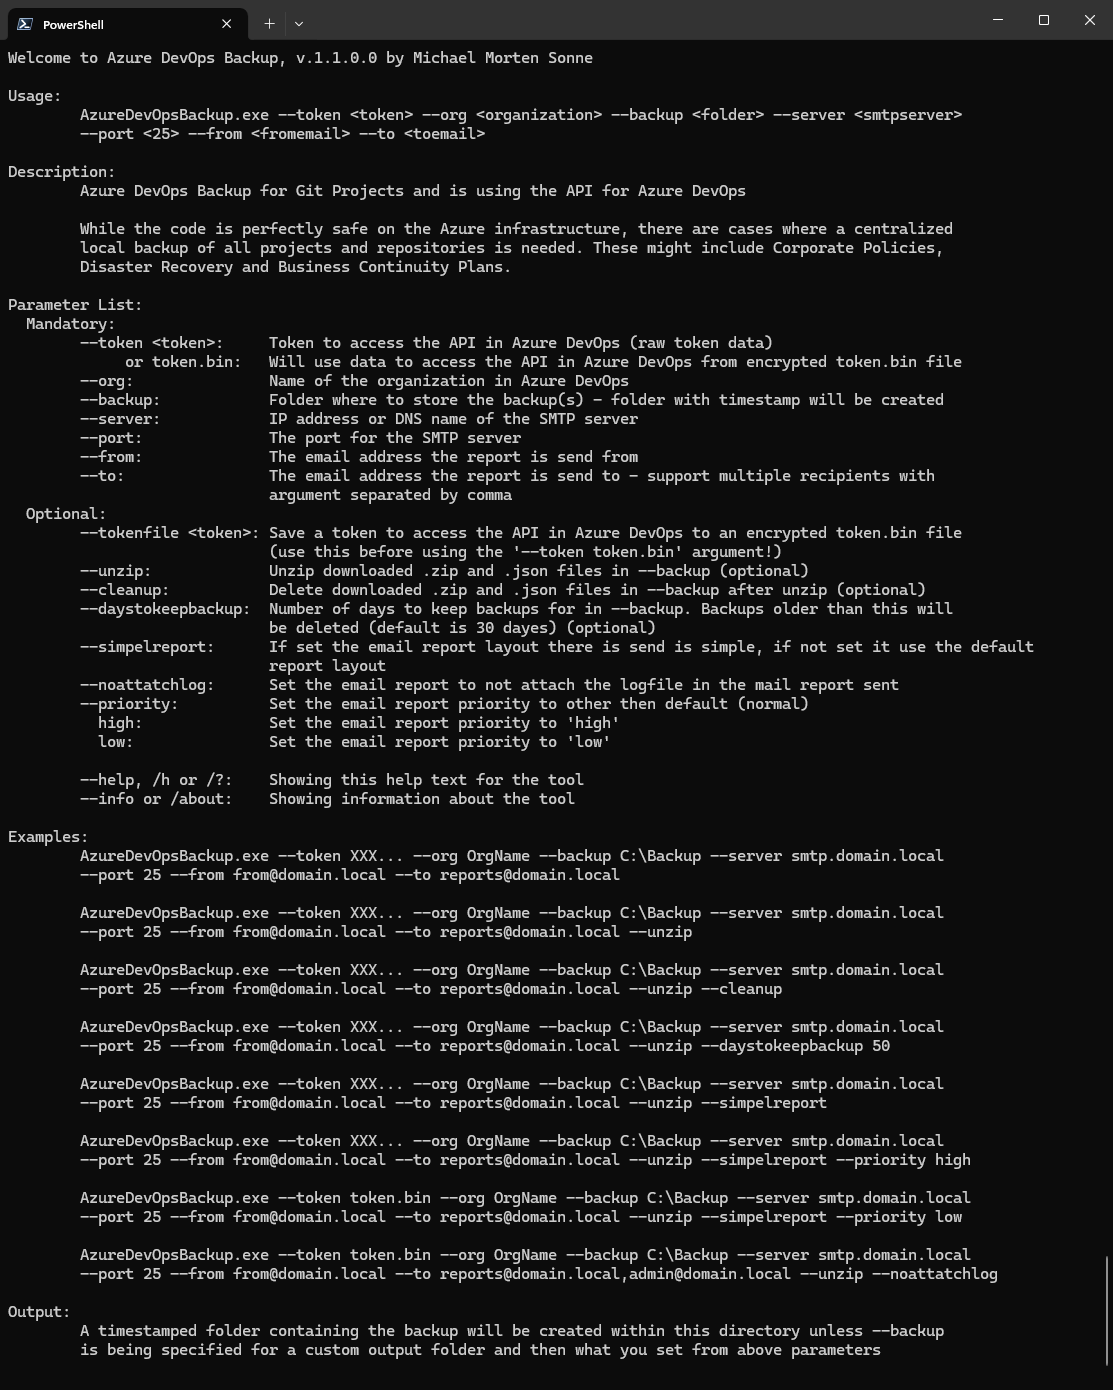 PowerShell
Welcome to Azure DevOps Backup, v.1.1.0.0 by Michael Morten Sonne
Usage:
AzureDevOpsBackup.exe --token <token> --org <organization> --backup <folder> --server <smtpserver>
--port <25> --from <fromemail> --to <toemail>
Description:
Azure DevOps Backup for Git Projects and is using the API for Azure DevOps
While the code is perfectly safe on the Azure infrastructure, there are cases where a centralized
local backup of all projects and repositories is needed. These might include Corporate Policies,
Disaster Recovery and Business Continuity Plans.
Parameter List:
Mandatory:
--token <token>: Token to access the API in Azure DevOps (raw token data)
or token.bin: Will use data to access the API in Azure DevOps from encrypted token.bin file
--org: Name of the organization in Azure DevOps
--backup: Folder where to store the backup(s) - folder with timestamp will be created
--server: IP address or DNS name of the SMTP server
--port: The port for the SMTP server
--from: The email address the report is send from
--to: The email address the report is send to - support multiple recipients with
argument separated by comma
Optional:
--tokenfile <token>: Save a token to access the API in Azure DevOps to an encrypted token.bin file
(use this before using the '--token token.bin' argument!)
--unzip: Unzip downloaded .zip and .json files in --backup (optional)
--cleanup: Delete downloaded .zip and .json files in --backup after unzip (optional)
--daystokeepbackup: Number of days to keep backups for in --backup. Backups older than this will
be deleted (default is 30 dayes) (optional)
--simpelreport: If set the email report layout there is send is simple, if not set it use the default
report layout
--noattatchlog: Set the email report to not attach the logfile in the mail report sent
--priority: Set the email report priority to other then default (normal)
high: Set the email report priority to 'high'
low: Set the email report priority to 'low'
--help, /h or /?: Showing this help text for the tool
--info or /about: Showing information about the tool
Examples:
AzureDevOpsBackup.exe --token XXX... --org OrgName --backup C:\Backup --server smtp.domain.local
--port 25 --from from@domain.local --to reports@domain.local
AzureDevOpsBackup.exe --token XXX... --org OrgName --backup C:\Backup --server smtp.domain.local
--port 25 --from from@domain.local --to reports@domain.local --unzip
AzureDevOpsBackup.exe --token XXX... --org OrgName --backup C:\Backup --server smtp.domain.local
--port 25 --from from@domain.local --to reports@domain.local --unzip --cleanup
AzureDevOpsBackup.exe --token XXX... --org OrgName --backup C:\Backup --server smtp.domain.local
--port 25 --from from@domain.local --to reports@domain.local --unzip --daystokeepbackup 50
AzureDevOpsBackup.exe --token XXX... --org OrgName --backup C:\Backup --server smtp.domain.local
--port 25 --from from@domain.local --to reports@domain.local --unzip --simpelreport
AzureDevOpsBackup.exe --token XXX... --org OrgName --backup C:\Backup --server smtp.domain.local
--port 25 --from from@domain.local --to reports@domain.local --unzip --simpelreport --priority high
AzureDevOpsBackup.exe --token token.bin --org OrgName --backup C:\Backup --server smtp.domain.local
--port 25 --from from@domain.local --to reports@domain.local --unzip --simpelreport --priority low
AzureDevOpsBackup.exe --token token.bin --org OrgName --backup C:\Backup --server smtp.domain.local
--port 25 --from from@domain.local --to reports@domain.local,admin@domain.local --unzip --noattatchlog
Output:
A timestamped folder containing the backup will be created within this directory unless --backup
is being specified for a custom output folder and then what you set from above parameters